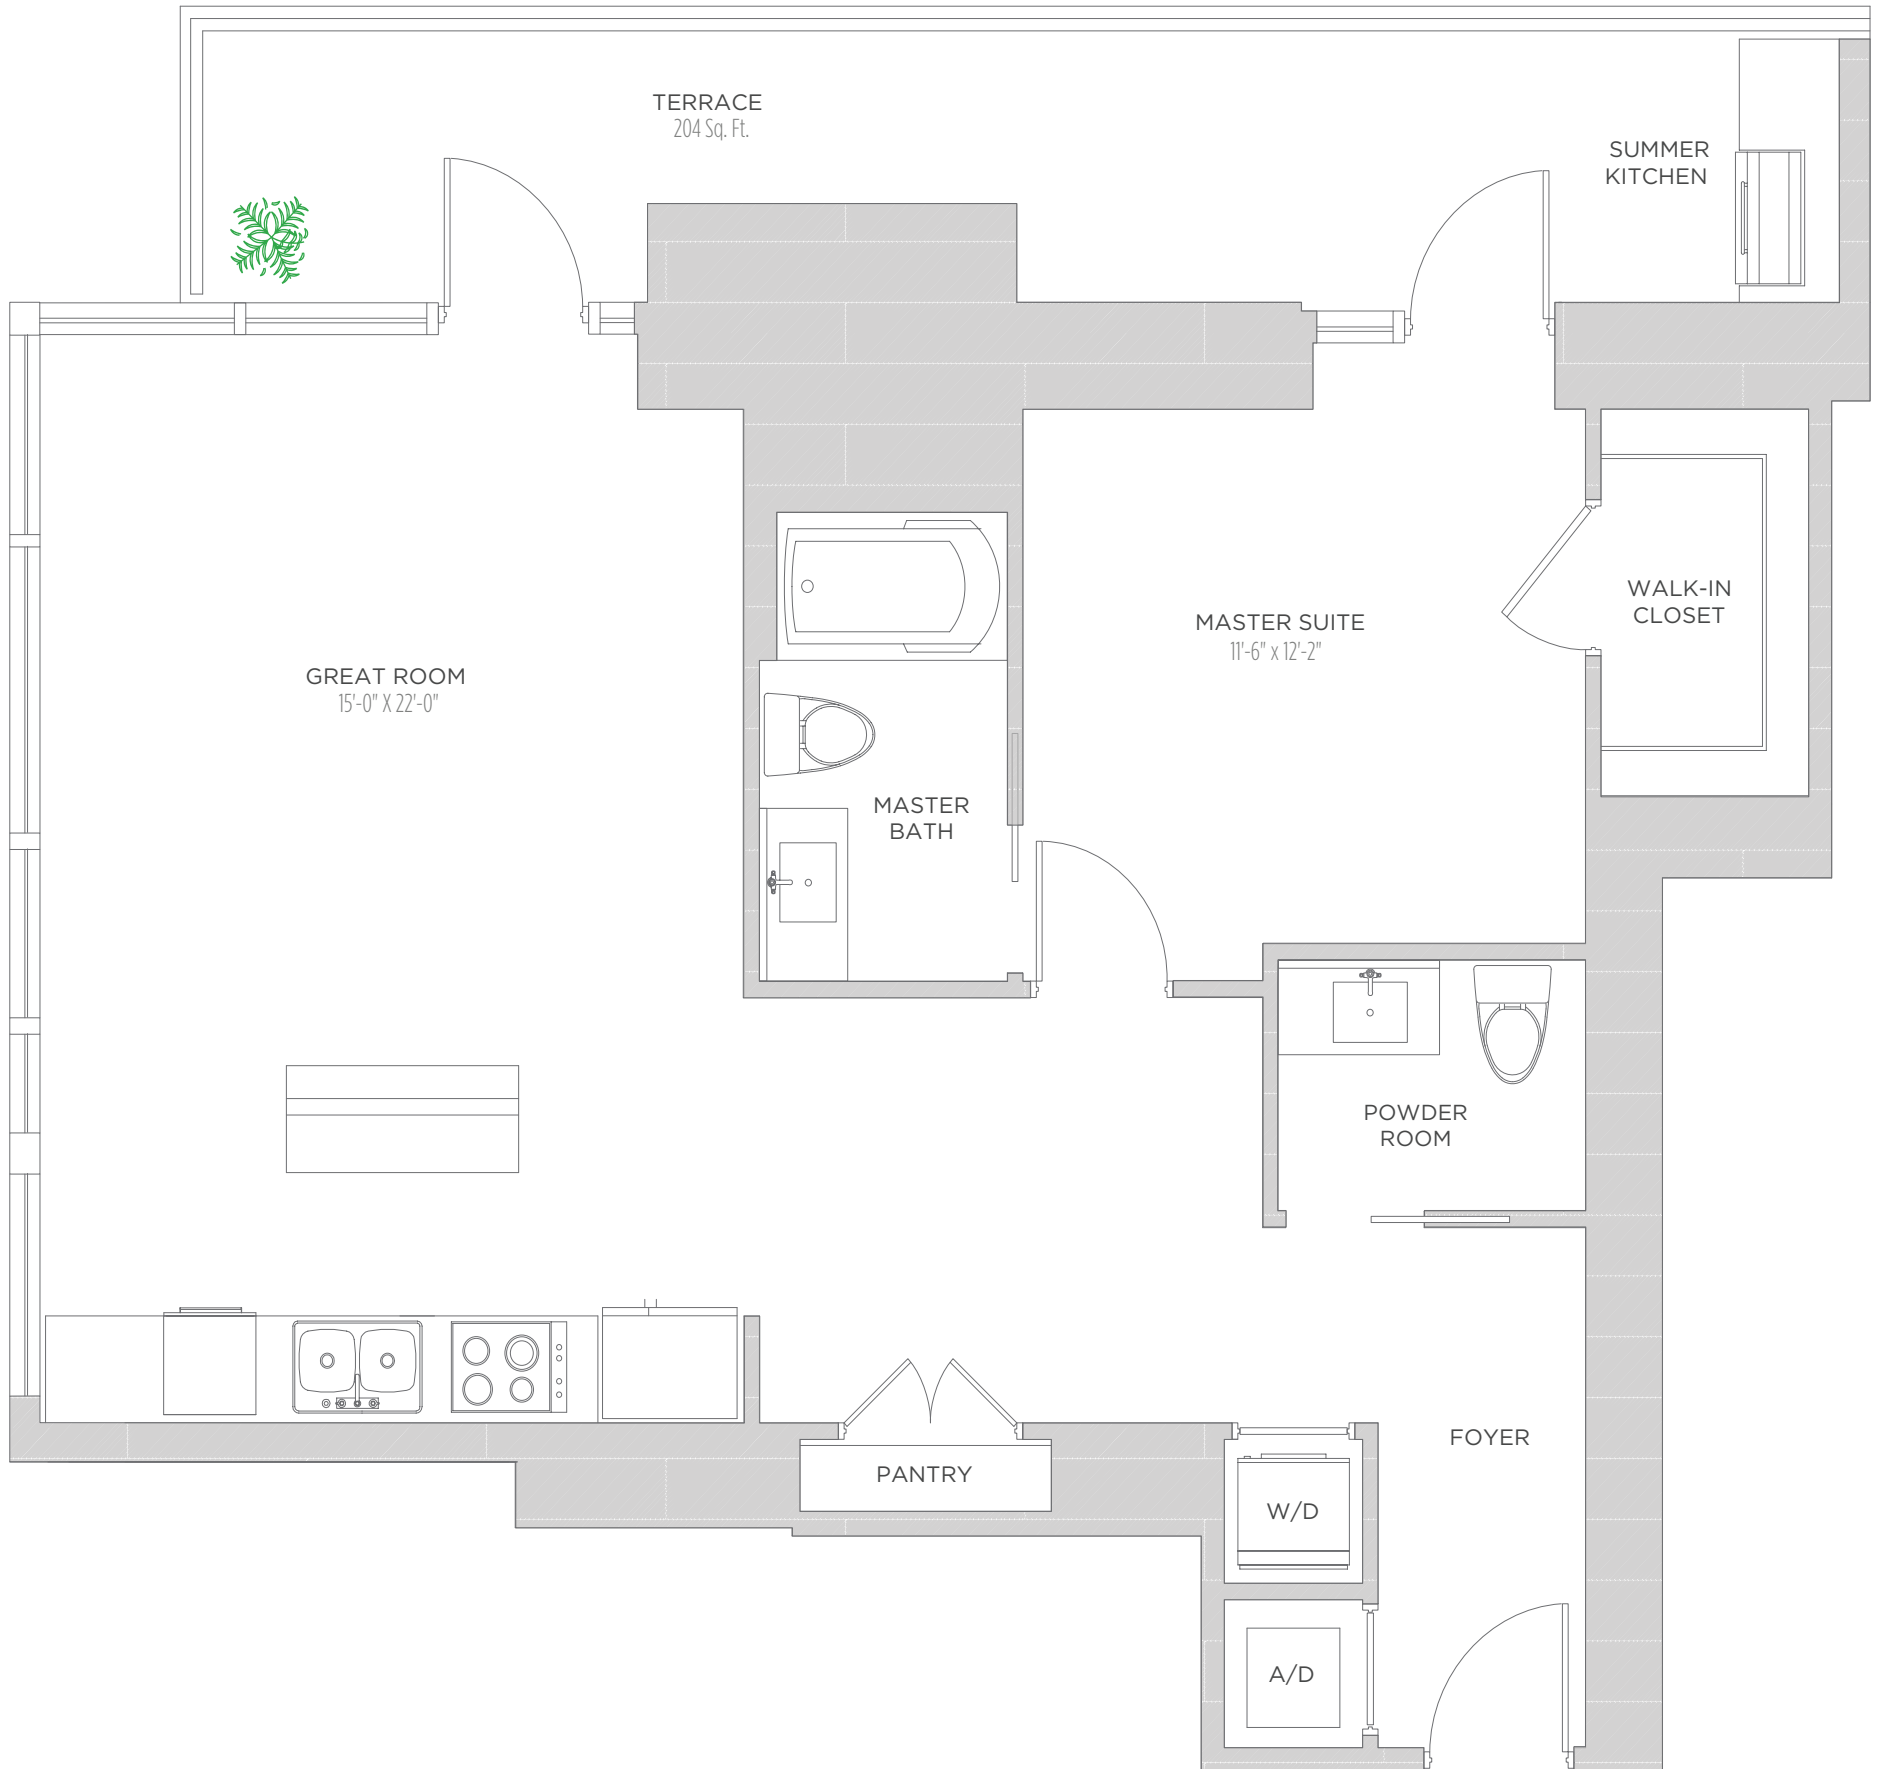 TERRACE
204 Sq. Ft.
SUMMER
KITCHEN
GREAT ROOM
15'-0" X 22'-0"
MASTER SUITE
11'-6" x 12'-2"
WALK-IN
CLOSET
MASTER
BATH
POWDER
ROOM
FOYER
PANTRY
W/D
A/D